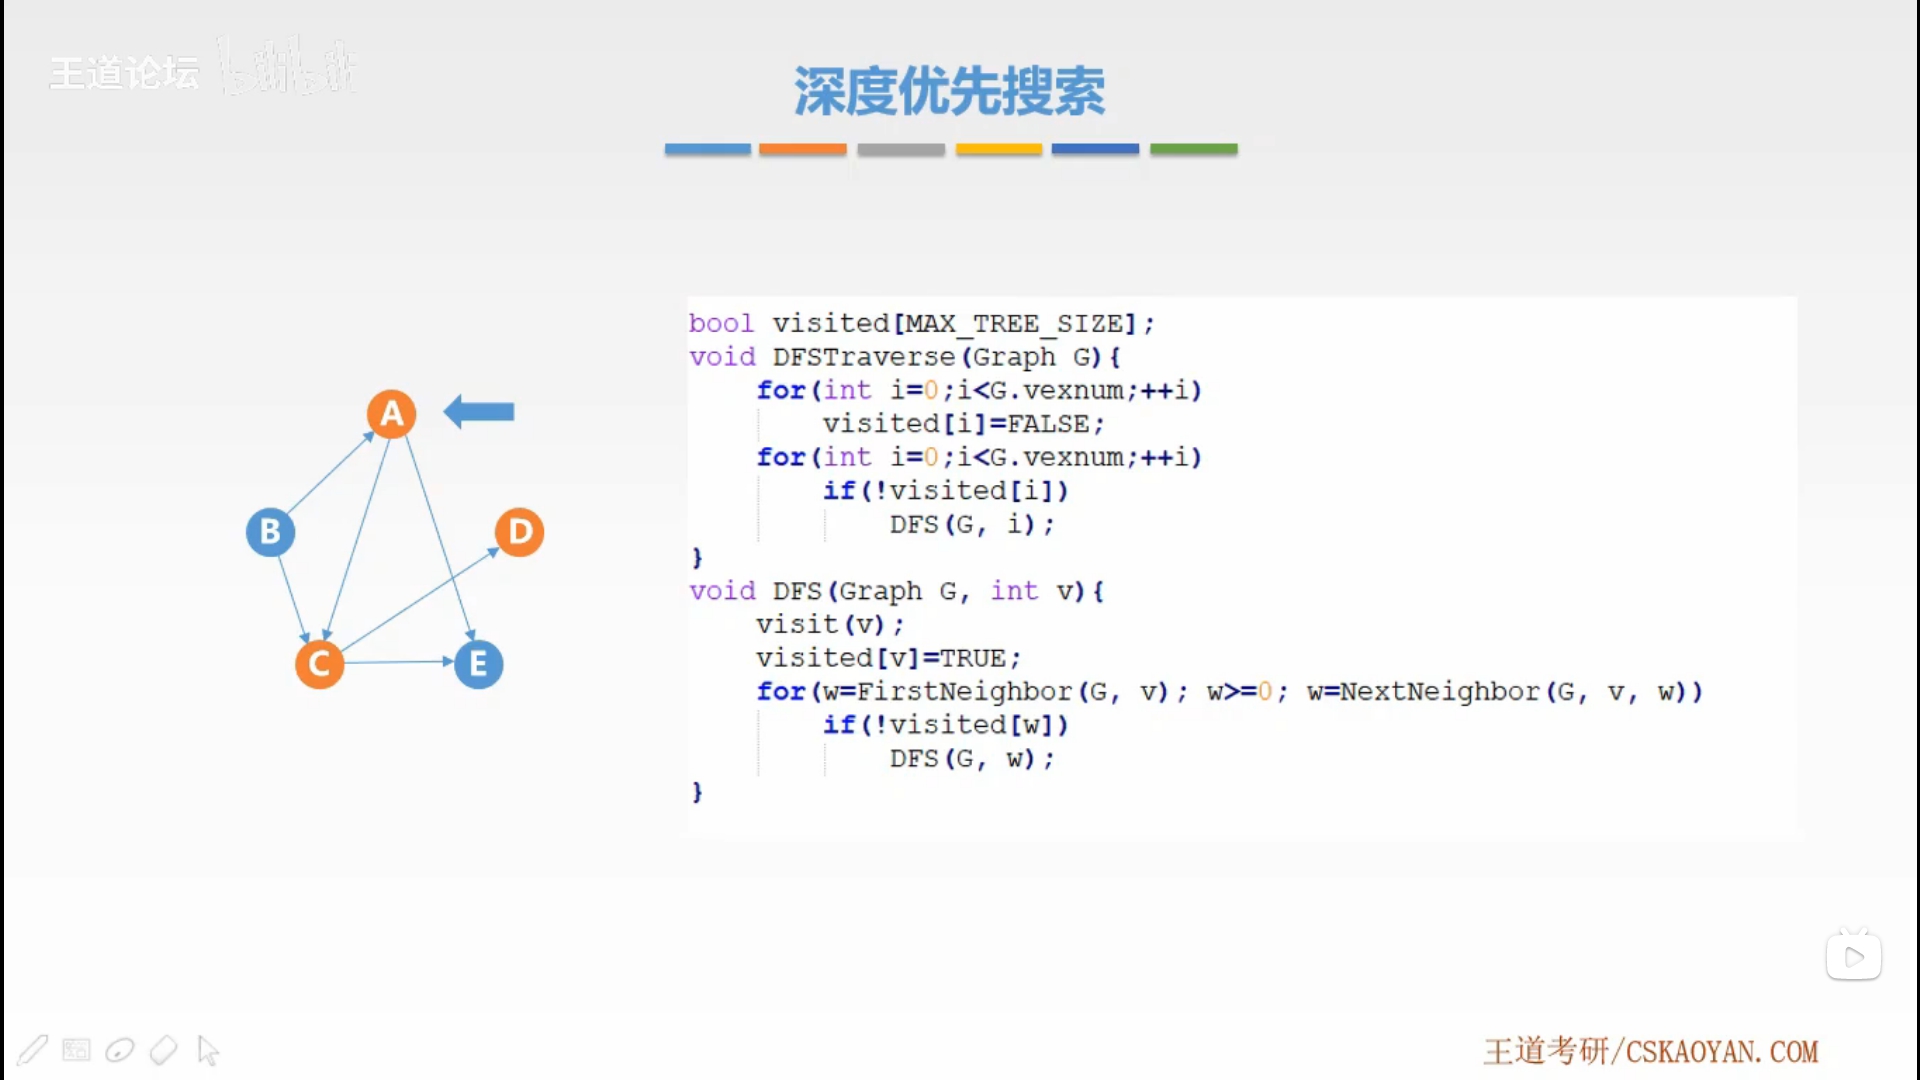 王道论坛 bilibili
深度优先搜索
A
B
D
C
E
bool visited[MAX_TREE_SIZE];
void DFSTraverse(Graph G){
    for(int i=0;i<G.vexnum;++i)
        visited[i]=FALSE;
    for(int i=0;i<G.vexnum;++i)
        if(!visited[i])
            DFS(G, i);
}
void DFS(Graph G, int v){
    visit(v);
    visited[v]=TRUE;
    for(w=FirstNeighbor(G, v); w>=0; w=NextNeighbor(G, v, w))
        if(!visited[w])
            DFS(G, w);
}
王道考研/CSKAOYAN.COM